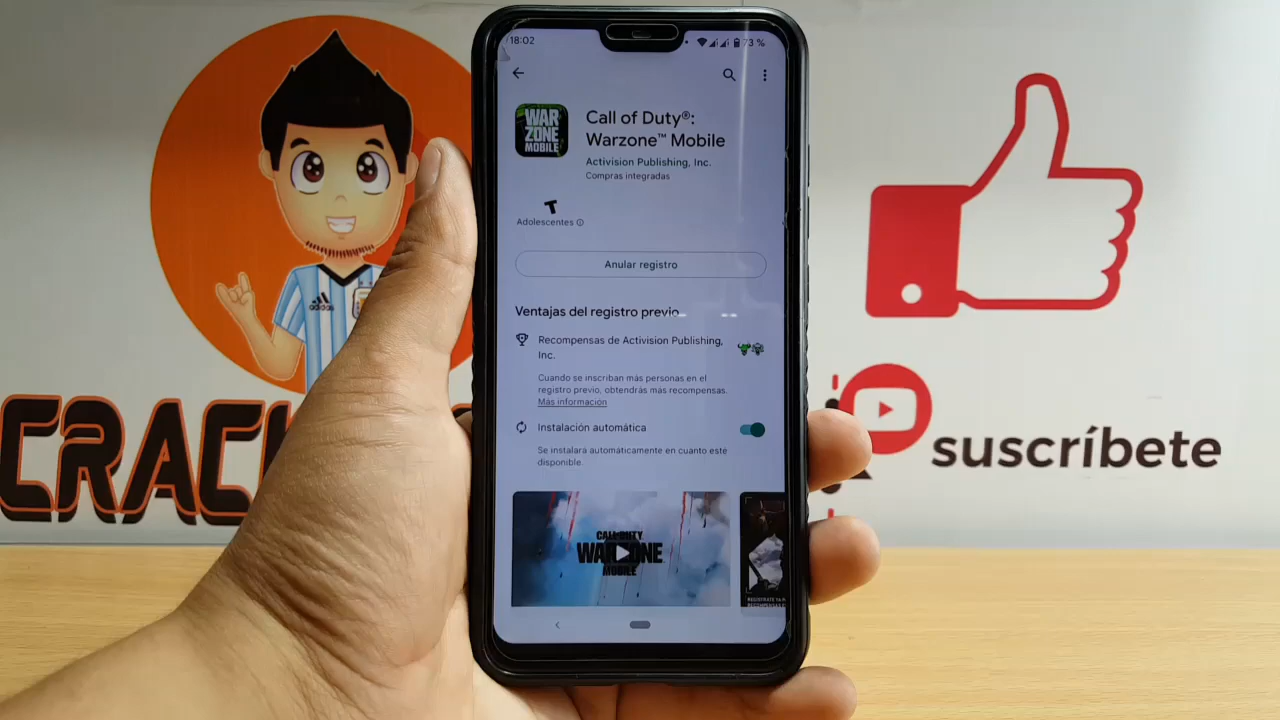 18:02
73 %
WAR
ZONE
MOBILE
Call of Duty®:
Warzone™ Mobile
Activision Publishing, Inc.
Compras integradas
T
Adolescentes
Anular registro
Ventajas del registro previo
Recompensas de Activision Publishing,
Inc.
Cuando se inscriban más personas en el
registro previo, obtendrás más recompensas.
Más información
Instalación automática
Se instalará automáticamente en cuanto esté
disponible.
CALL OF DUTY
WARZONE
MOBILE
adidas
suscríbete